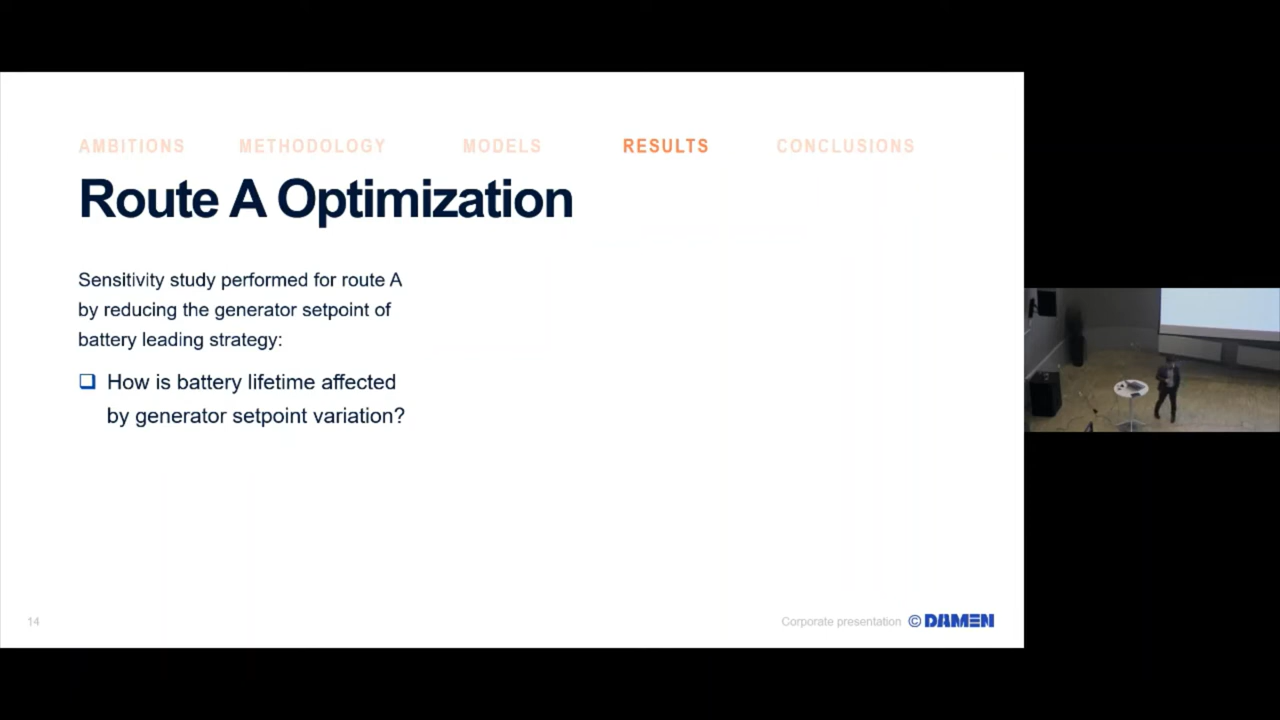 AMBITIONS METHODOLOGY MODELS RESULTS CONCLUSIONS
Route A Optimization
Sensitivity study performed for route A
by reducing the generator setpoint of
battery leading strategy:
How is battery lifetime affected
by generator setpoint variation?
14
Corporate presentation © DAMEN